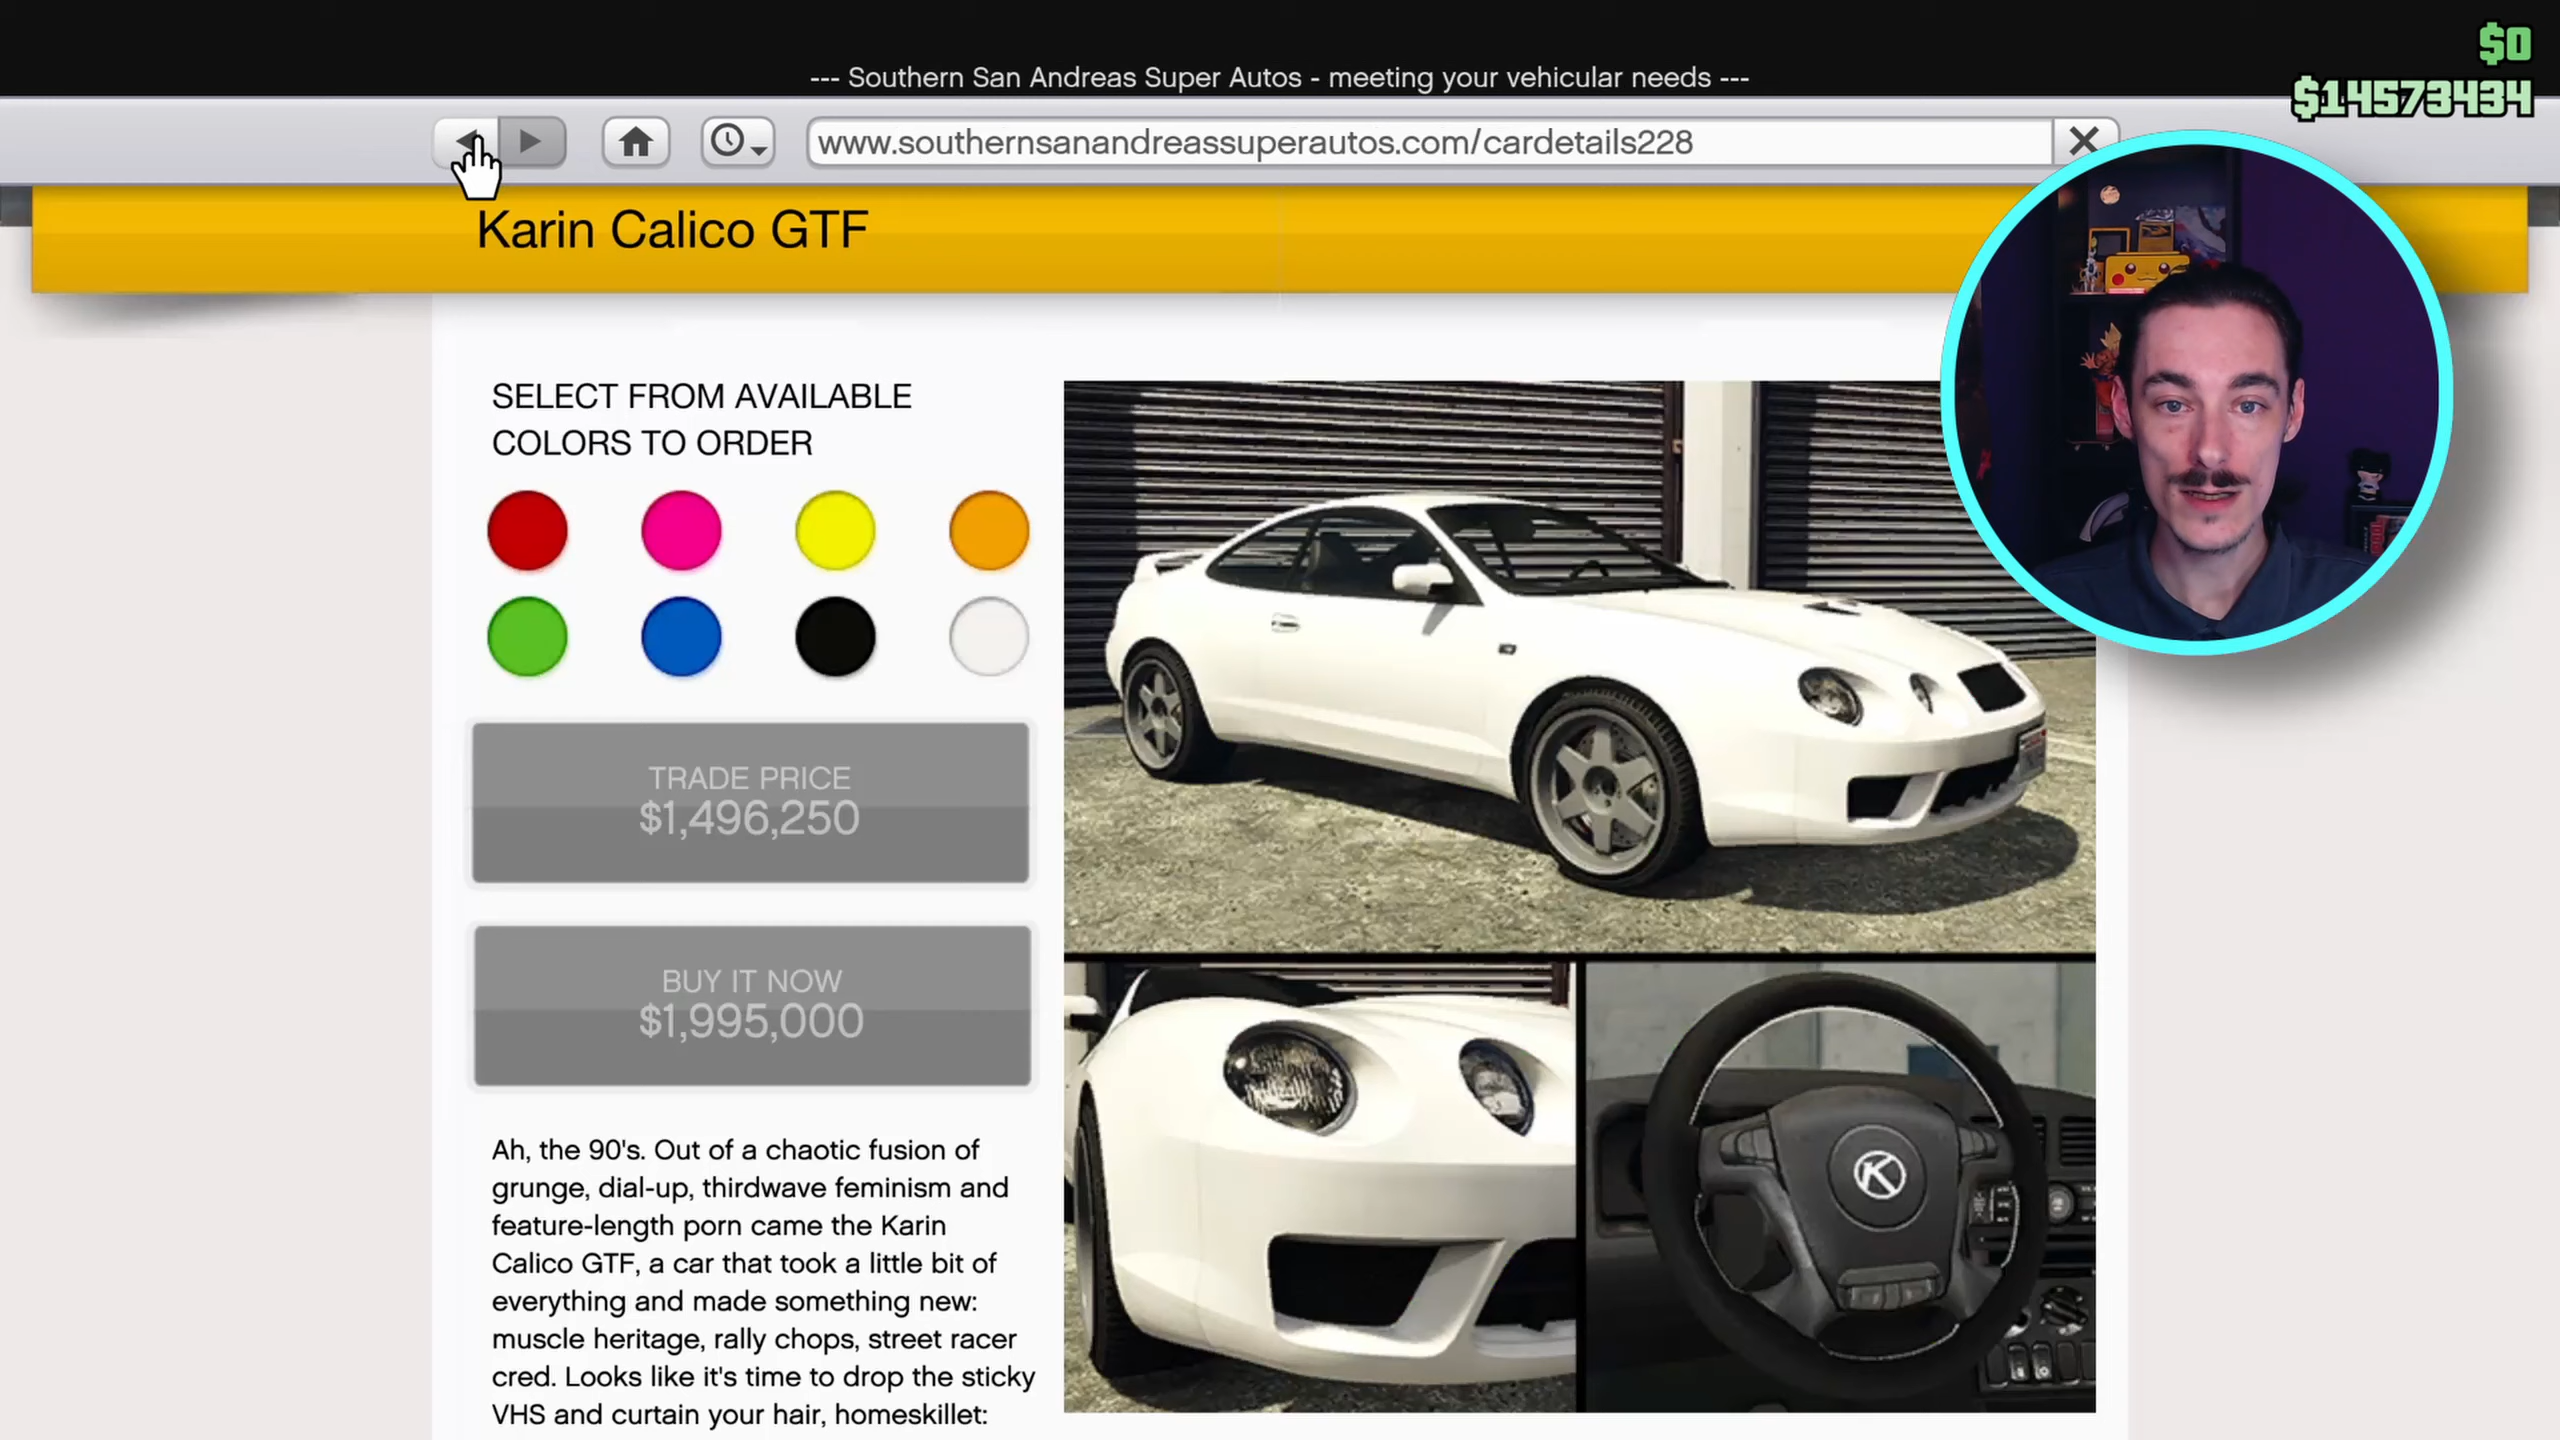 $0
--- Southern San Andreas Super Autos - meeting your vehicular needs ---
$14573434
www.southernsanandreassuperautos.com/cardetails228
Karin Calico GTF
SELECT FROM AVAILABLE
COLORS TO ORDER
TRADE PRICE
$1,496,250
BUY IT NOW
$1,995,000
Ah, the 90's. Out of a chaotic fusion of
grunge, dial-up, thirdwave feminism and
feature-length porn came the Karin
Calico GTF, a car that took a little bit of
everything and made something new:
muscle heritage, rally chops, street racer
cred. Looks like it's time to drop the sticky
VHS and curtain your hair, homeskillet:
K